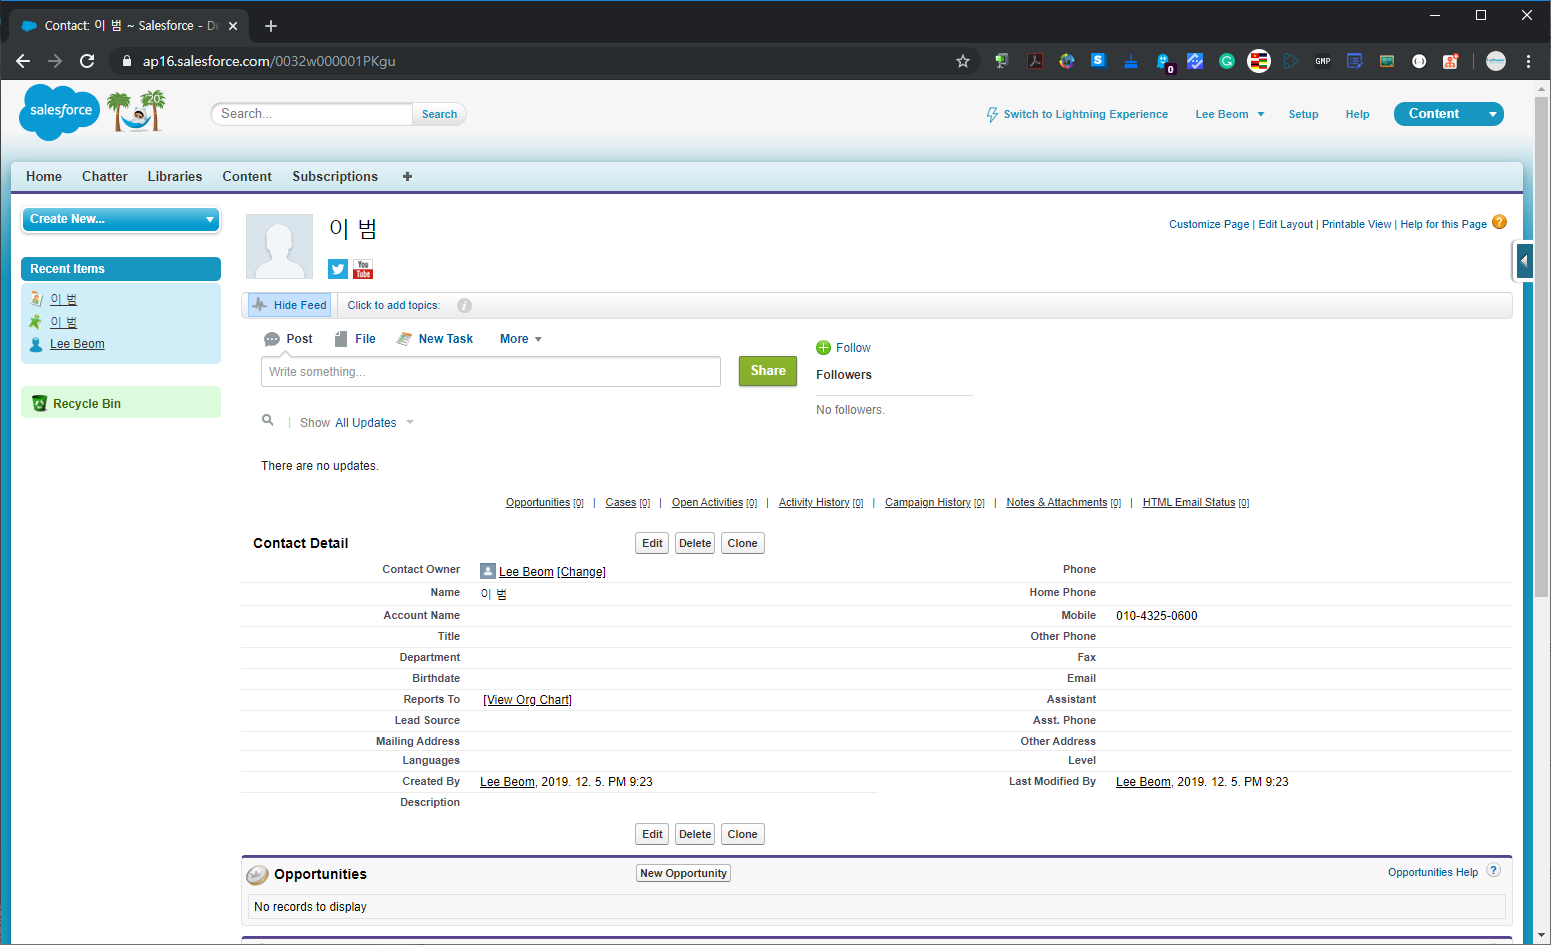 Contact: 이 범 ~ Salesforce - De
ap16.salesforce.com/0032w000001PKgu
S
0
G
GMP
salesforce
20
Search...
Search
Switch to Lightning Experience
Lee Beom
Setup
Help
Content
Home
Chatter
Libraries
Content
Subscriptions
Create New...
Recent Items
이 범
이 범
Lee Beom
Recycle Bin
이 범
You
Tube
Customize Page | Edit Layout | Printable View | Help for this Page ?
Hide Feed
Click to add topics:
i
Post
File
New Task
More
Write something...
Share
Follow
Followers
No followers.
Show All Updates
There are no updates.
Opportunities [0] | Cases [0] | Open Activities [0] | Activity History [0] | Campaign History [0] | Notes & Attachments [0] | HTML Email Status [0]
Contact Detail
Edit
Delete
Clone
Contact Owner Lee Beom [Change] Phone
Name 이 범 Home Phone
Account Name Mobile 010-4325-0600
Title Other Phone
Department Fax
Birthdate Email
Reports To [View Org Chart] Assistant
Lead Source Asst. Phone
Mailing Address Other Address
Languages Level
Created By Lee Beom, 2019. 12. 5. PM 9:23 Last Modified By Lee Beom, 2019. 12. 5. PM 9:23
Description
Edit
Delete
Clone
Opportunities
New Opportunity
Opportunities Help ?
No records to display